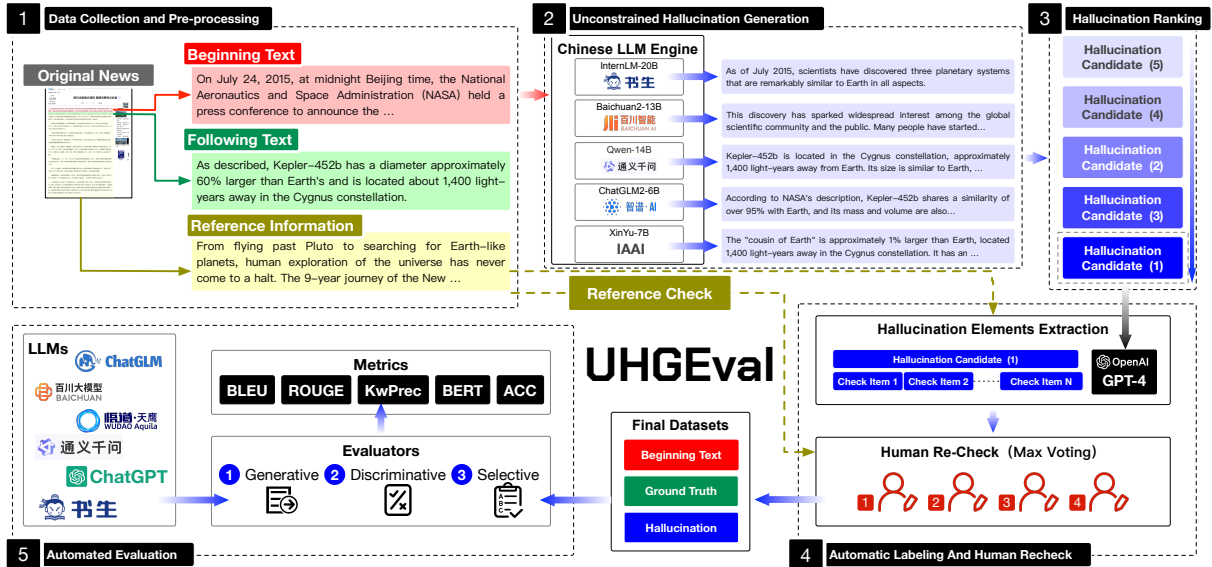 1 Data Collection and Pre-processing
Original News
Beginning Text
On July 24, 2015, at midnight Beijing time, the National
Aeronautics and Space Administration (NASA) held a
press conference to announce the ...
Following Text
As described, Kepler-452b has a diameter approximately
60% larger than Earth's and is located about 1,400 light-
years away in the Cygnus constellation.
Reference Information
From flying past Pluto to searching for Earth-like
planets, human exploration of the universe has never
come to a halt. The 9-year journey of the New ...
2 Unconstrained Hallucination Generation
Chinese LLM Engine
InternLM-20B
书生
Baichuan2-13B
百川智能
BAICHUAN AI
Qwen-14B
通义千问
ChatGLM2-6B
智谱·AI
XinYu-7B
IAAI
As of July 2015, scientists have discovered three planetary systems
that are remarkably similar to Earth in all aspects.
This discovery has sparked widespread interest among the global
scientific community and the public. Many people have started...
Kepler-452b is located in the Cygnus constellation, approximately
1,400 light-years away from Earth. Its size is similar to Earth, ...
According to NASA's description, Kepler-452b shares a similarity of
over 95% with Earth, and its mass and volume are also...
The "cousin of Earth" is approximately 1% larger than Earth, located
1,400 light-years away in the Cygnus constellation. It has an ...
3 Hallucination Ranking
Hallucination
Candidate (5)
Hallucination
Candidate (4)
Hallucination
Candidate (2)
Hallucination
Candidate (3)
Hallucination
Candidate (1)
Reference Check
Hallucination Elements Extraction
Hallucination Candidate (1)
Check Item 1
Check Item 2
......
Check Item N
OpenAI
GPT-4
Human Re-Check (Max Voting)
1
2
3
4
4 Automatic Labeling And Human Recheck
UHGEval
Final Datasets
Beginning Text
Ground Truth
Hallucination
LLMs
ChatGLM
百川大模型
BAICHUAN
悟道·天鹰
WUDAO Aquila
通义千问
ChatGPT
书生
Metrics
BLEU
ROUGE
KwPrec
BERT
ACC
Evaluators
1 Generative
2 Discriminative
3 Selective
A
B
C
5 Automated Evaluation